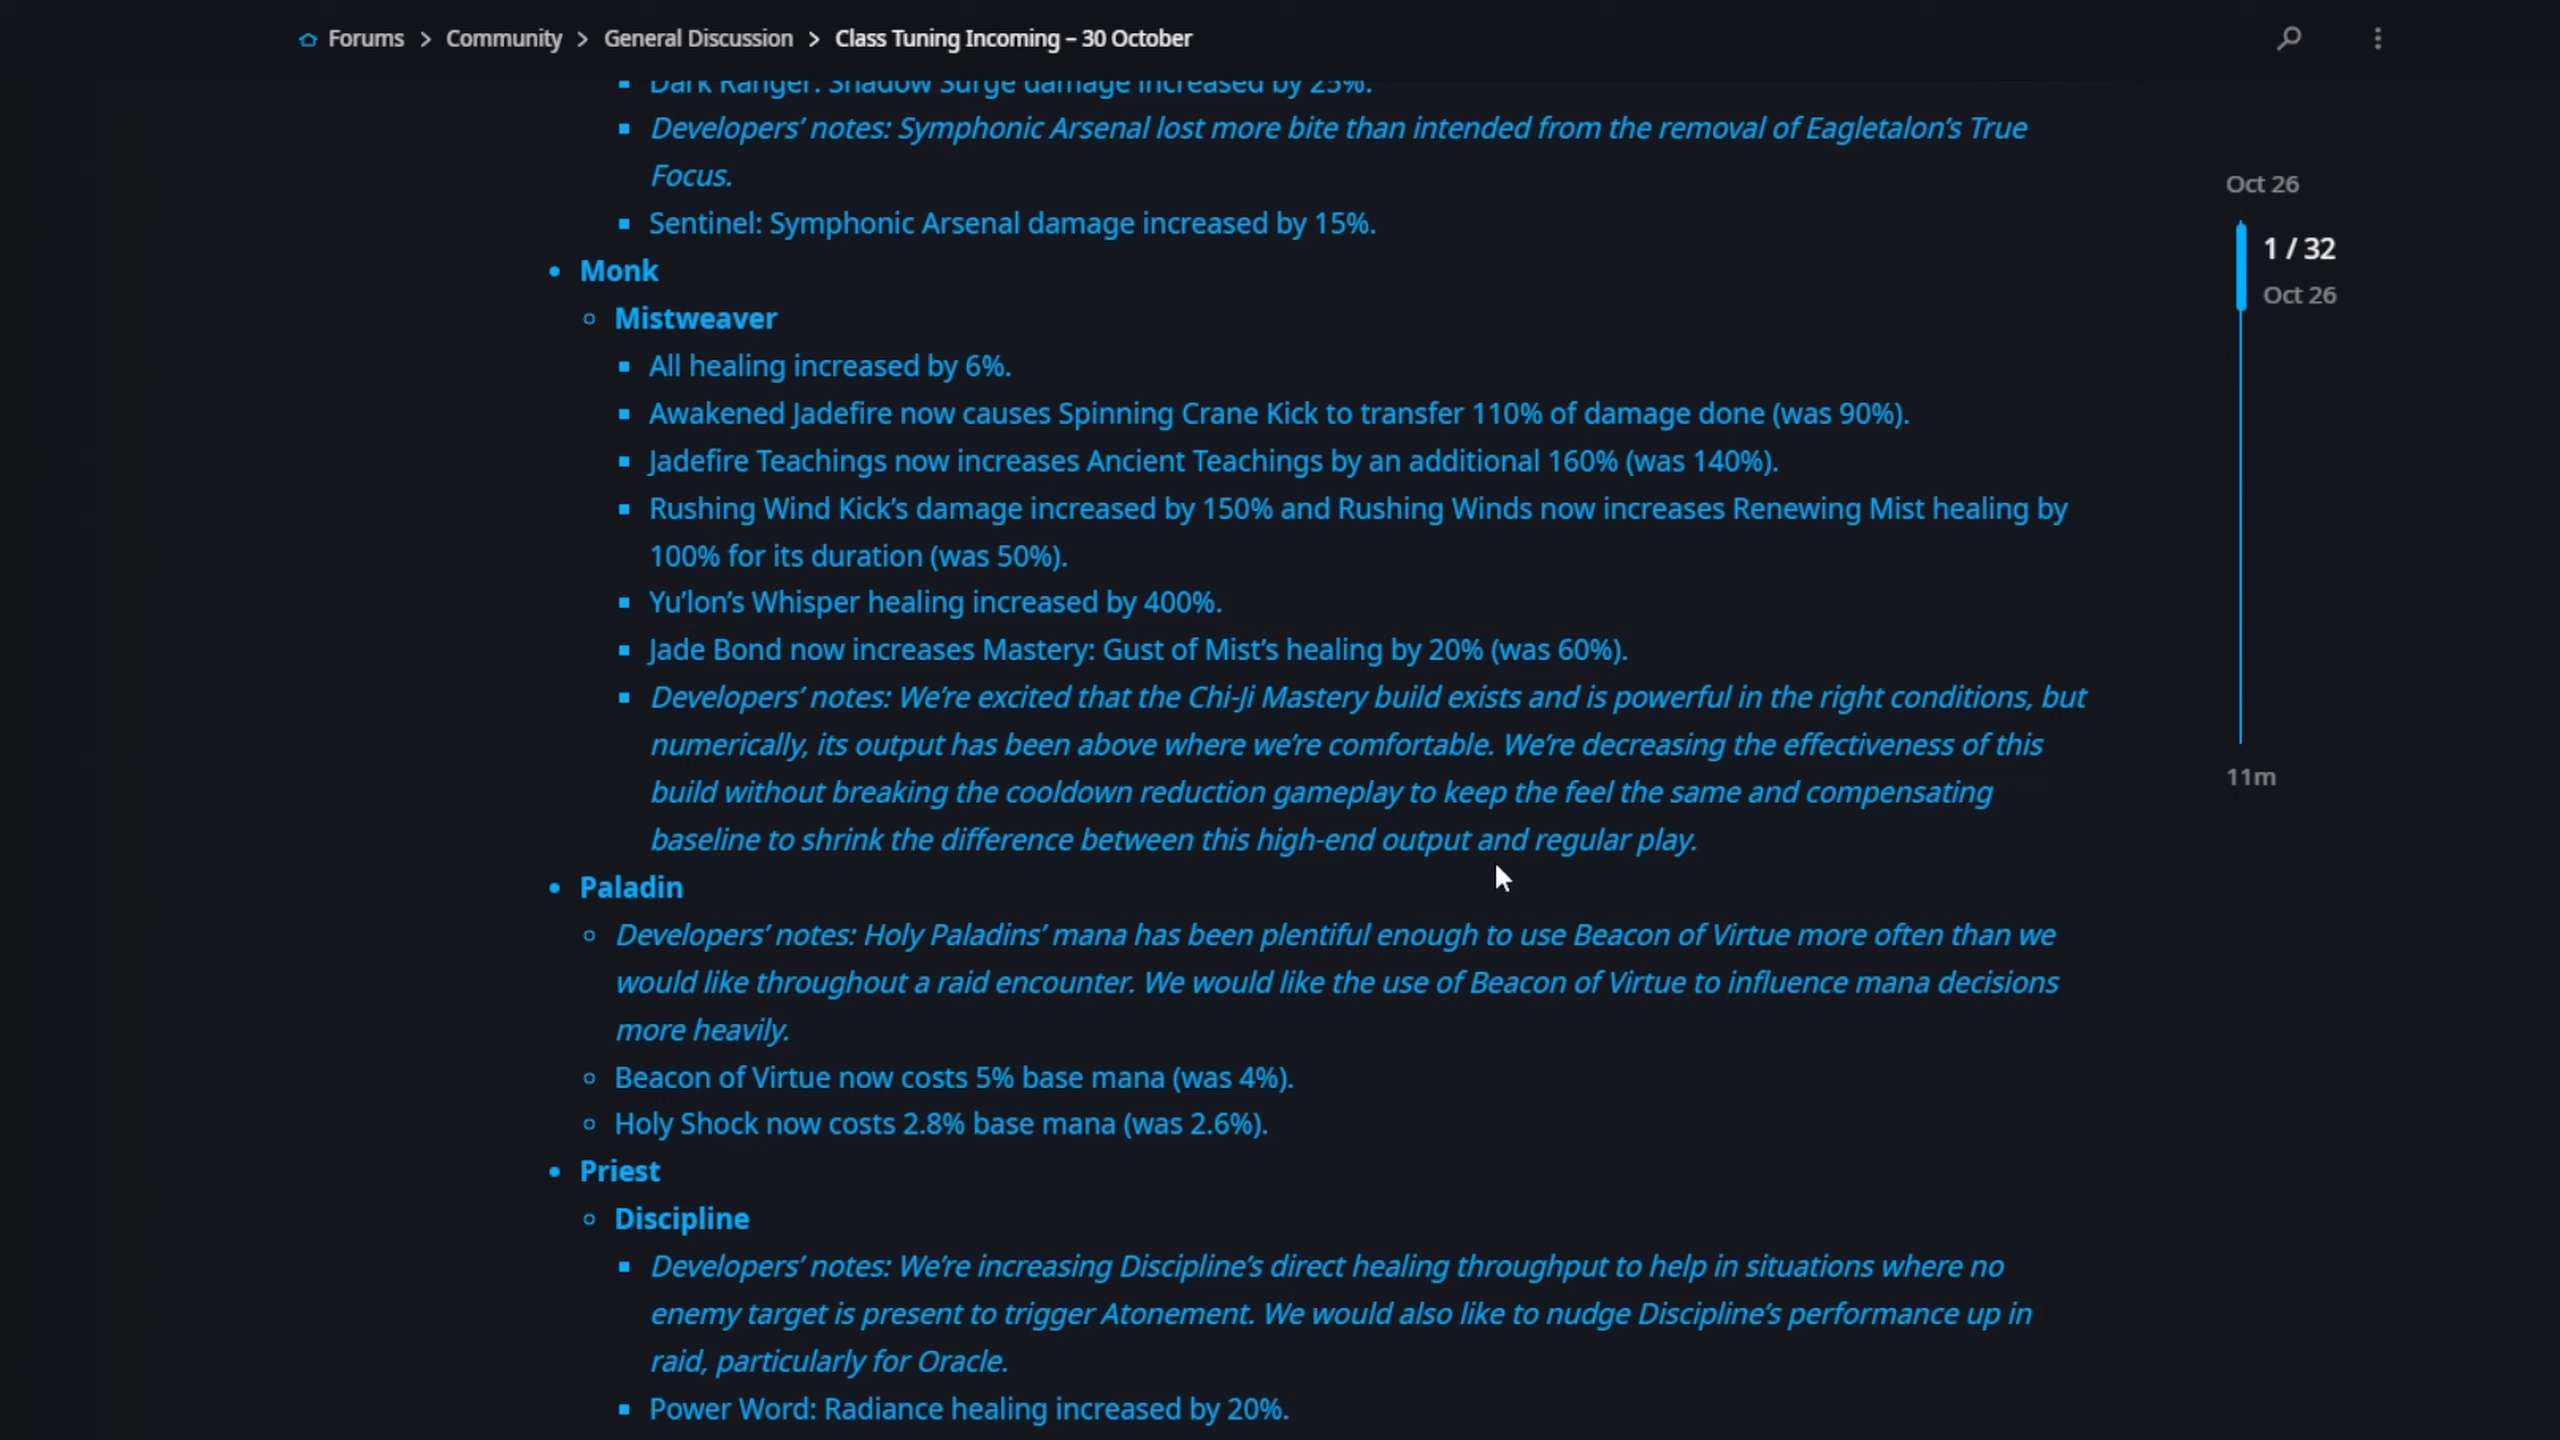 Forums > Community > General Discussion > Class Tuning Incoming – 30 October
Dark Ranger: Shadow Surge damage increased by 25%.
Developers’ notes: Symphonic Arsenal lost more bite than intended from the removal of Eagletalon’s True
Focus.
Sentinel: Symphonic Arsenal damage increased by 15%.
Monk
Mistweaver
All healing increased by 6%.
Awakened Jadefire now causes Spinning Crane Kick to transfer 110% of damage done (was 90%).
Jadefire Teachings now increases Ancient Teachings by an additional 160% (was 140%).
Rushing Wind Kick’s damage increased by 150% and Rushing Winds now increases Renewing Mist healing by
100% for its duration (was 50%).
Yu’lon’s Whisper healing increased by 400%.
Jade Bond now increases Mastery: Gust of Mist’s healing by 20% (was 60%).
Developers’ notes: We’re excited that the Chi-Ji Mastery build exists and is powerful in the right conditions, but
numerically, its output has been above where we’re comfortable. We’re decreasing the effectiveness of this
build without breaking the cooldown reduction gameplay to keep the feel the same and compensating
baseline to shrink the difference between this high-end output and regular play.
Paladin
Developers’ notes: Holy Paladins’ mana has been plentiful enough to use Beacon of Virtue more often than we
would like throughout a raid encounter. We would like the use of Beacon of Virtue to influence mana decisions
more heavily.
Beacon of Virtue now costs 5% base mana (was 4%).
Holy Shock now costs 2.8% base mana (was 2.6%).
Priest
Discipline
Developers’ notes: We’re increasing Discipline’s direct healing throughput to help in situations where no
enemy target is present to trigger Atonement. We would also like to nudge Discipline’s performance up in
raid, particularly for Oracle.
Power Word: Radiance healing increased by 20%.
Oct 26
1 / 32
Oct 26
11m